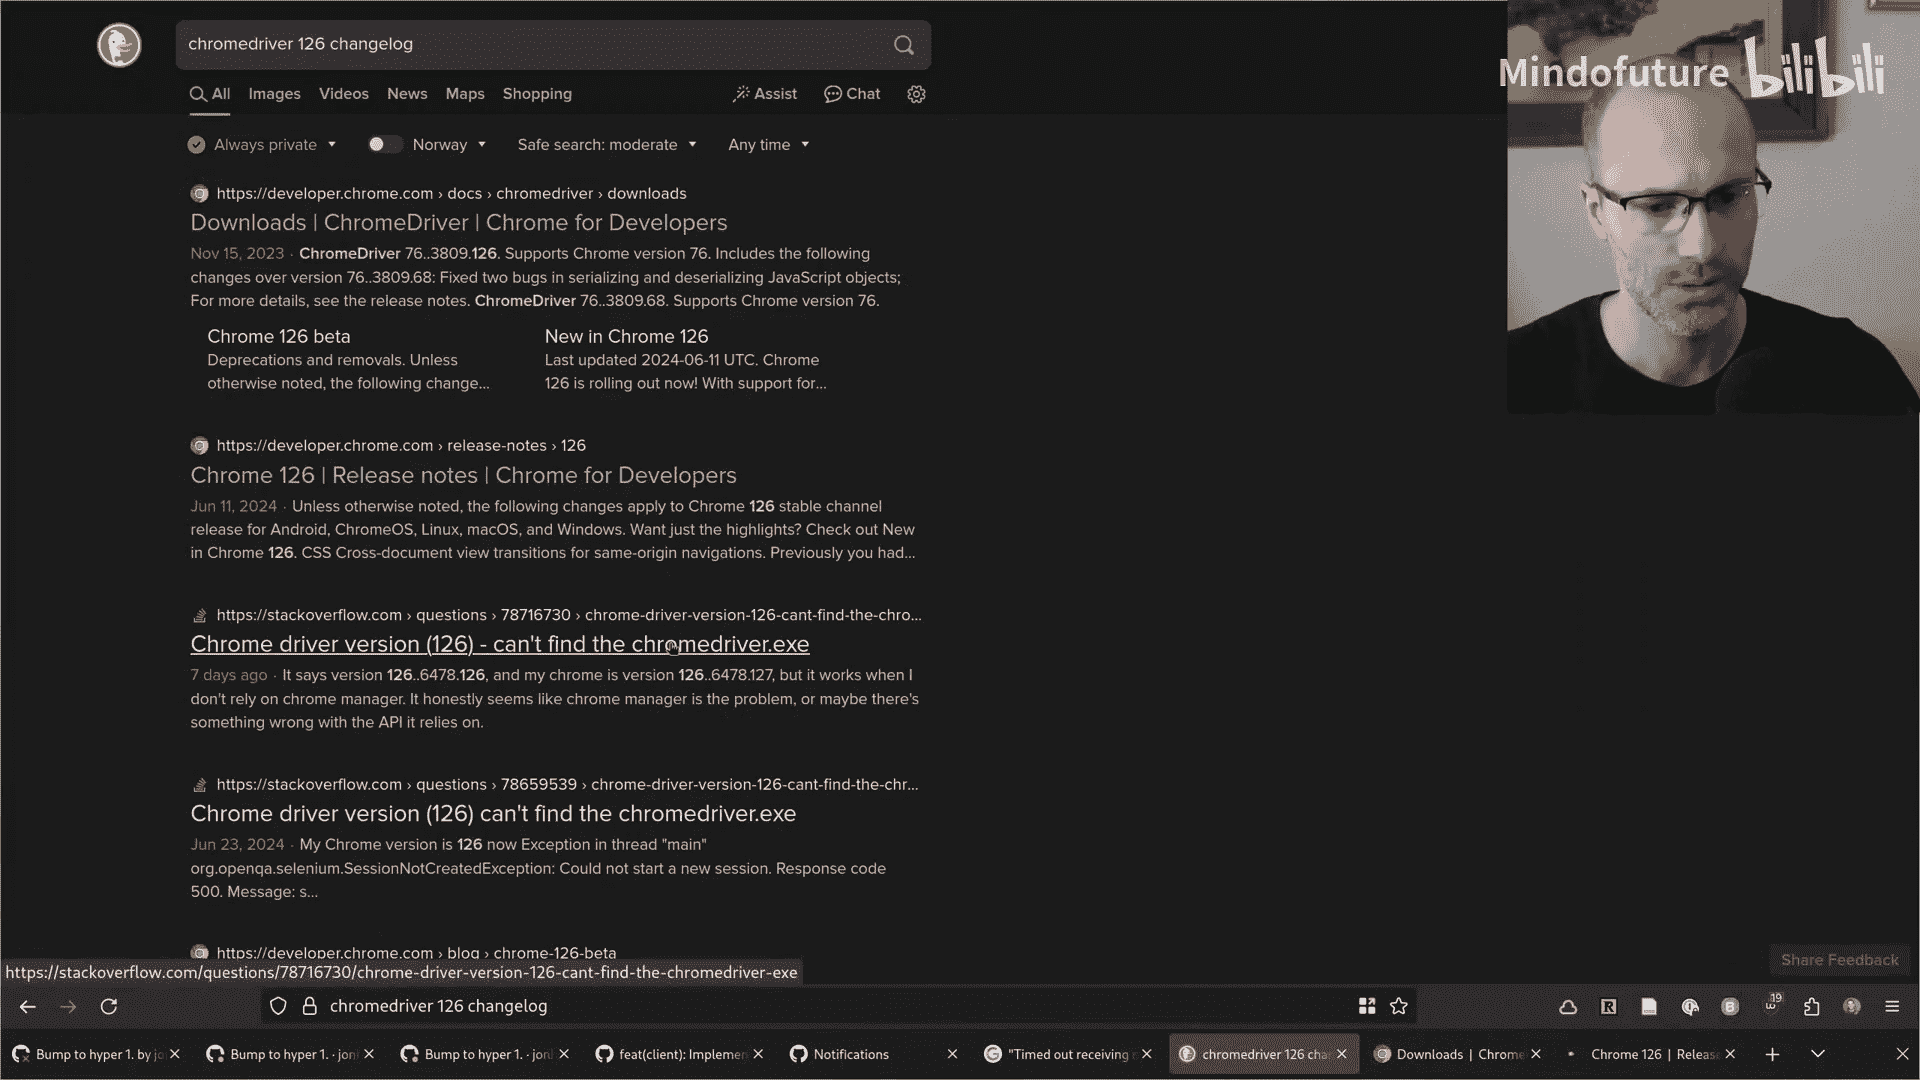 chromedriver 126 changelog
Mindofuture bilibili
All Images Videos News Maps Shopping Assist Chat
Always private Norway Safe search: moderate Any time
https://developer.chrome.com › docs › chromedriver › downloads
Downloads | ChromeDriver | Chrome for Developers
Nov 15, 2023 · ChromeDriver 76..3809.126. Supports Chrome version 76. Includes the following
changes over version 76..3809.68: Fixed two bugs in serializing and deserializing JavaScript objects;
For more details, see the release notes. ChromeDriver 76..3809.68. Supports Chrome version 76.
Chrome 126 beta
Deprecations and removals. Unless
otherwise noted, the following change...
New in Chrome 126
Last updated 2024-06-11 UTC. Chrome
126 is rolling out now! With support for...
https://developer.chrome.com › release-notes › 126
Chrome 126 | Release notes | Chrome for Developers
Jun 11, 2024 · Unless otherwise noted, the following changes apply to Chrome 126 stable channel
release for Android, ChromeOS, Linux, macOS, and Windows. Want just the highlights? Check out New
in Chrome 126. CSS Cross-document view transitions for same-origin navigations. Previously you had...
https://stackoverflow.com › questions › 78716730 › chrome-driver-version-126-cant-find-the-chro...
Chrome driver version (126) - can't find the chromedriver.exe
7 days ago · It says version 126..6478.126, and my chrome is version 126..6478.127, but it works when I
don't rely on chrome manager. It honestly seems like chrome manager is the problem, or maybe there's
something wrong with the API it relies on.
https://stackoverflow.com › questions › 78659539 › chrome-driver-version-126-cant-find-the-chr...
Chrome driver version (126) can't find the chromedriver.exe
Jun 23, 2024 · My Chrome version is 126 now Exception in thread "main"
org.openqa.selenium.SessionNotCreatedException: Could not start a new session. Response code
500. Message: s...
https://developer.chrome.com › blog › chrome-126-beta
Share Feedback
https://stackoverflow.com/questions/78716730/chrome-driver-version-126-cant-find-the-chromedriver-exe
chromedriver 126 changelog
19
Bump to hyper 1. by jo Bump to hyper 1. · jon Bump to hyper 1. · jon feat(client): Implemen Notifications "Timed out receiving chromedriver 126 cha Downloads | Chrome Chrome 126 | Releas